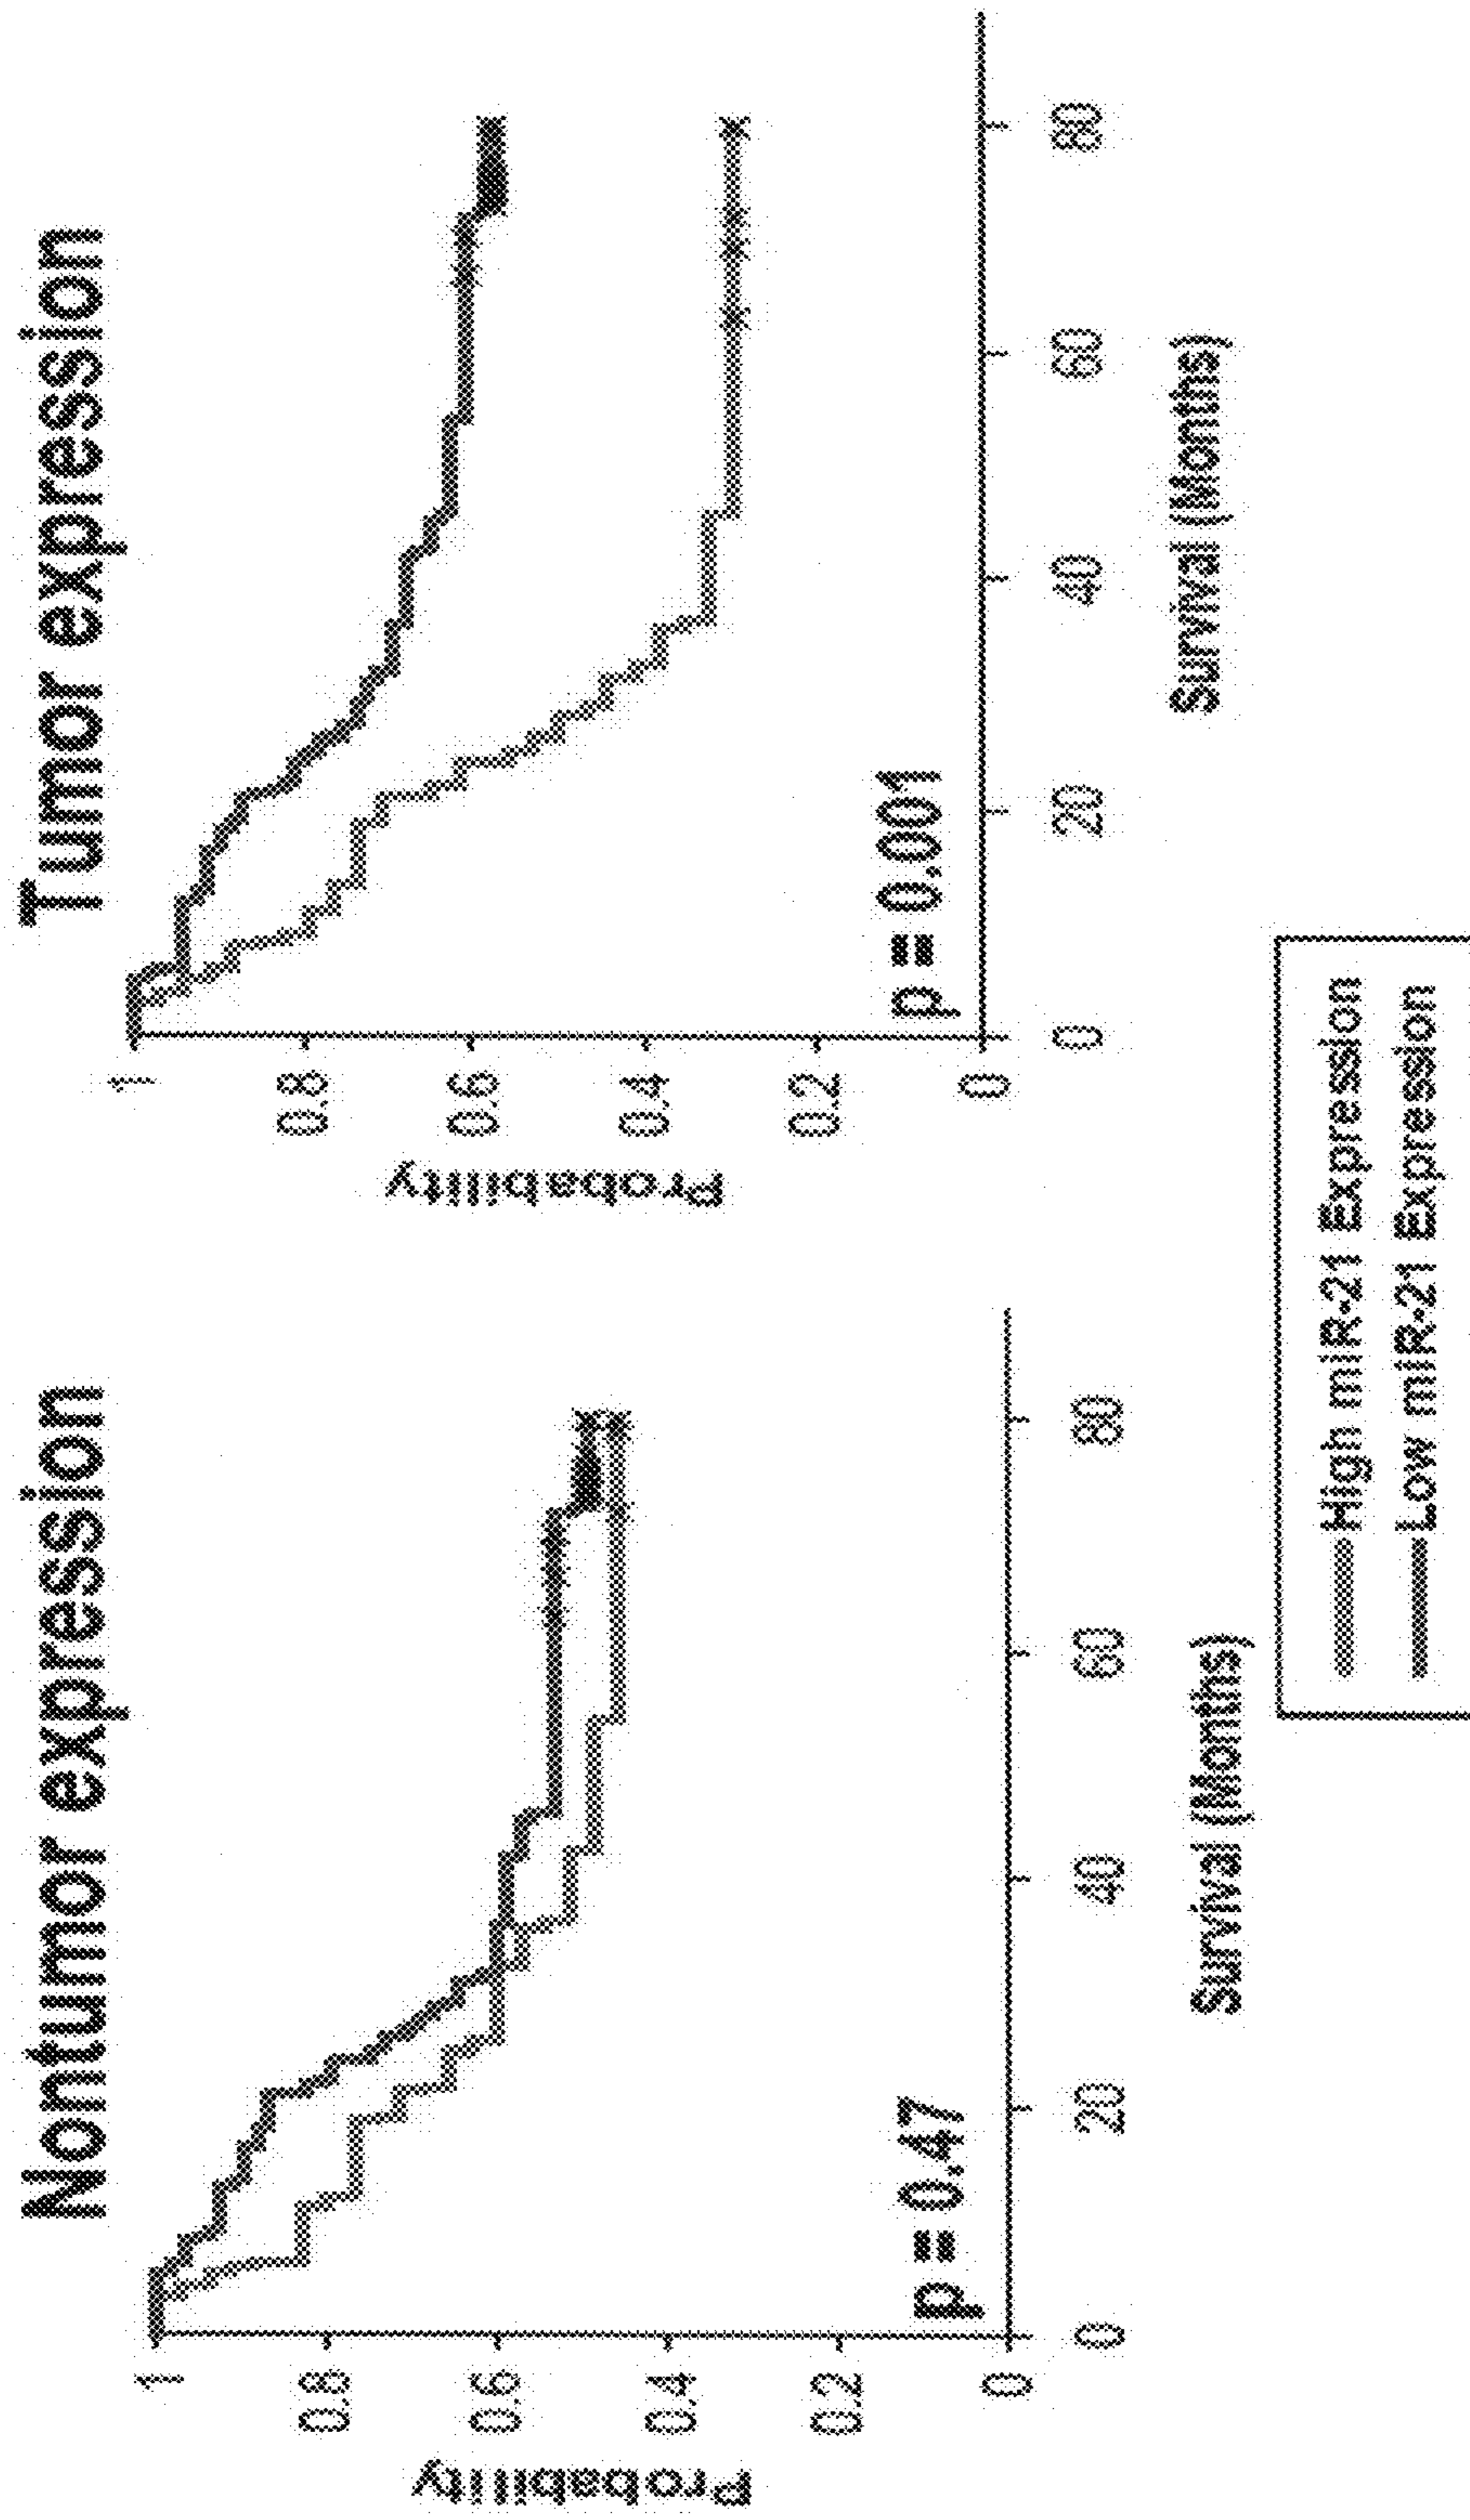 Nontumor expression
Probability
1
0.8
0.6
0.4
0.2
0
p = 0.47
0 20 40 60 80
Survival (Months)
Tumor expression
Probability
1
0.8
0.6
0.4
0.2
0
p = 0.001
0 20 40 60 80
Survival (Months)
High miR-21 Expression
Low miR-21 Expression